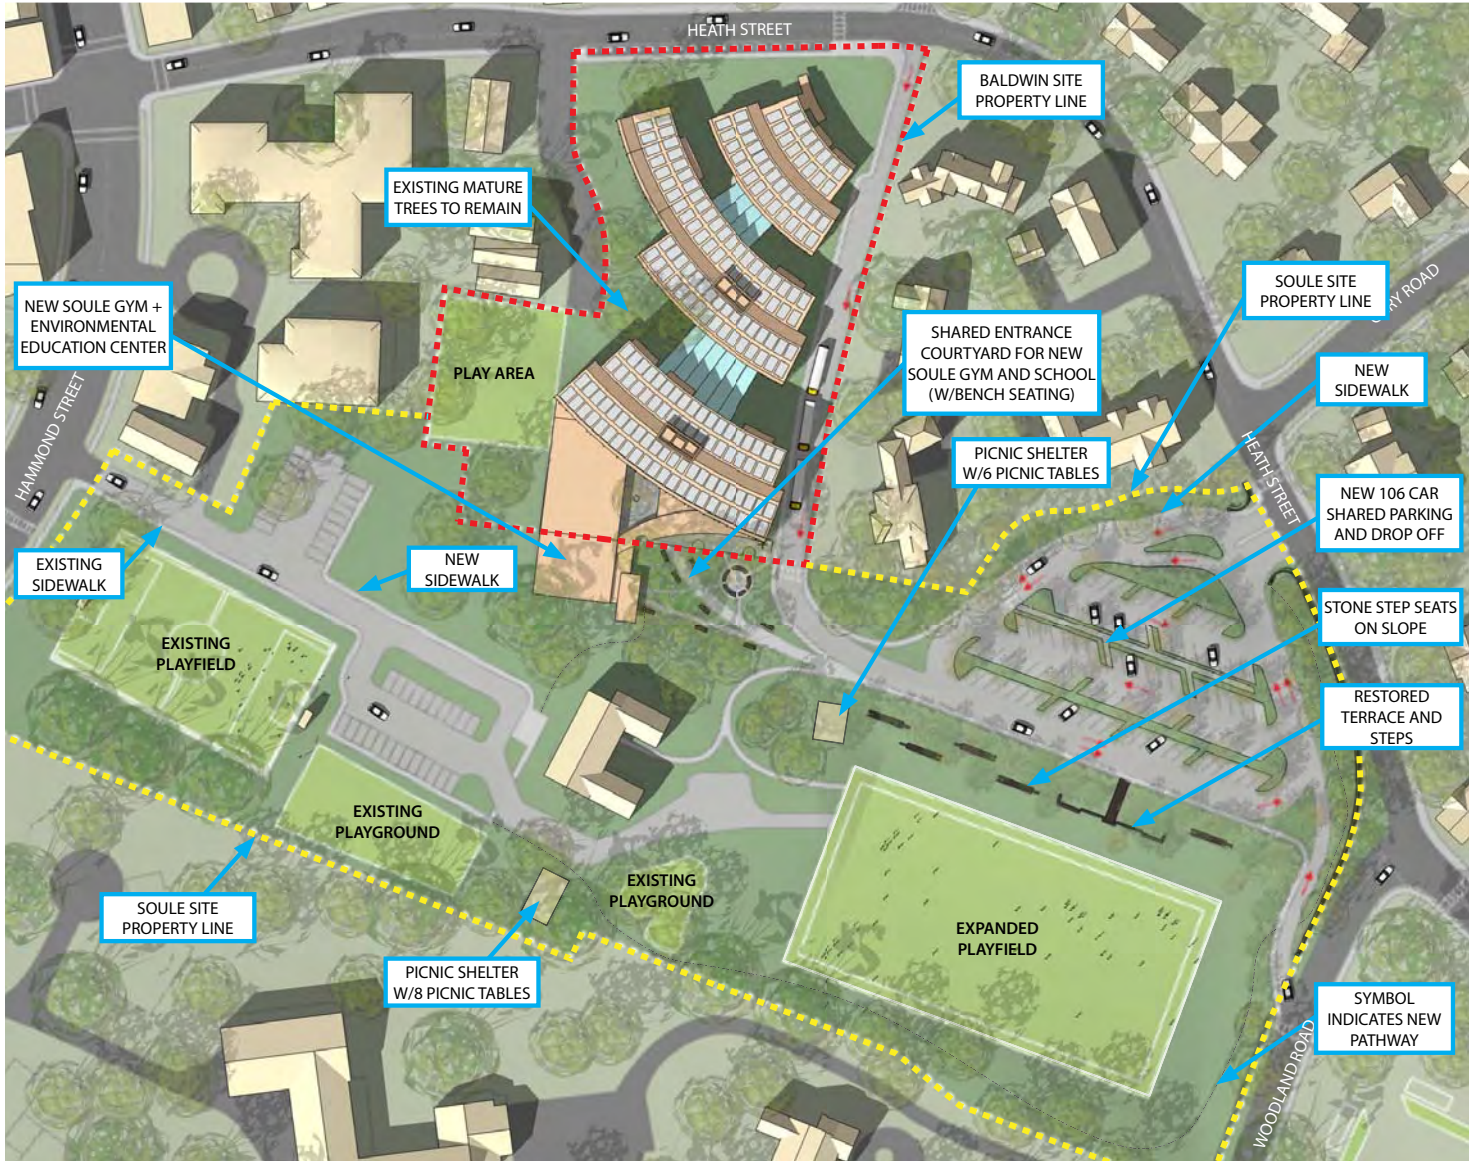 HEATH STREET
BALDWIN SITE
PROPERTY LINE
EXISTING MATURE
TREES TO REMAIN
SOULE SITE
PROPERTY LINE
ROAD
NEW SOULE GYM +
ENVIRONMENTAL
EDUCATION CENTER
SHARED ENTRANCE
COURTYARD FOR NEW
SOULE GYM AND SCHOOL
(W/BENCH SEATING)
PLAY AREA
NEW
SIDEWALK
HAMMOND STREET
PICNIC SHELTER
W/6 PICNIC TABLES
HEATH STREET
NEW 106 CAR
SHARED PARKING
AND DROP OFF
EXISTING
SIDEWALK
NEW
SIDEWALK
STONE STEP SEATS
ON SLOPE
EXISTING
PLAYFIELD
RESTORED
TERRACE AND
STEPS
EXISTING
PLAYGROUND
EXISTING
PLAYGROUND
SOULE SITE
PROPERTY LINE
EXPANDED
PLAYFIELD
PICNIC SHELTER
W/8 PICNIC TABLES
SYMBOL
INDICATES NEW
PATHWAY
WOODLAND ROAD